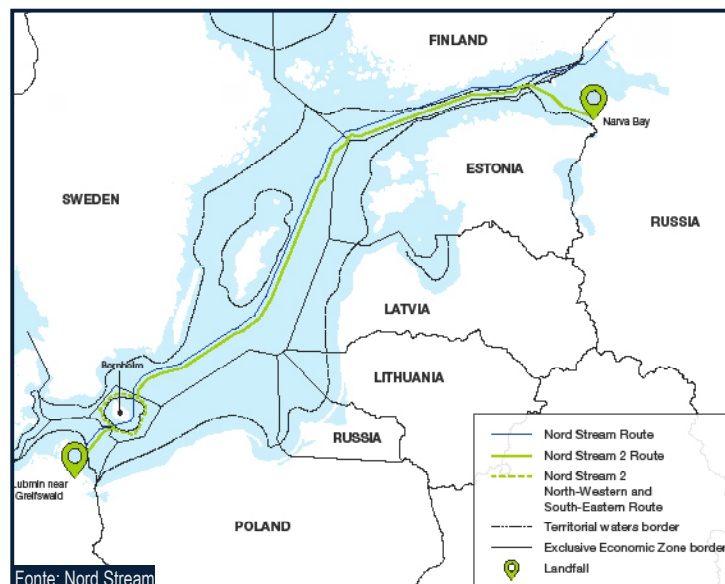 FINLAND
Narva Bay
ESTONIA
SWEDEN
RUSSIA
LATVIA
Bornholm
LITHUANIA
RUSSIA
Lubmin near
Greifswald
POLAND
Nord Stream Route
Nord Stream 2 Route
Nord Stream 2
North-Western and
South-Eastern Route
Territorial waters border
Exclusive Economic Zone border
Landfall
Fonte: Nord Stream